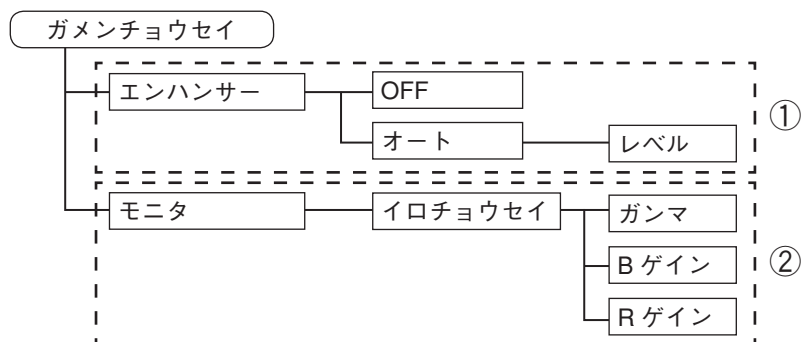 ガメンチョウセイ
エンハンサー
OFF
オート
レベル
①
モニタ
イロチョウセイ
ガンマ
B ゲイン
②
R ゲイン